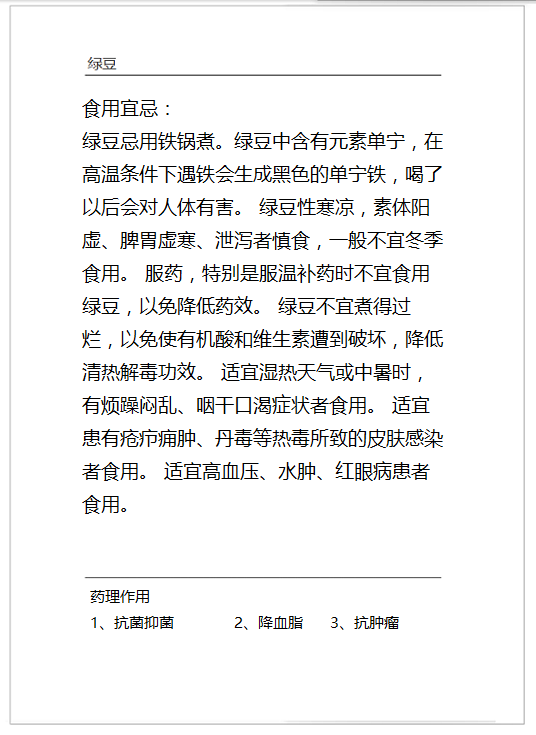 绿豆
食用宜忌：
绿豆忌用铁锅煮。绿豆中含有元素单宁，在
高温条件下遇铁会生成黑色的单宁铁，喝了
以后会对人体有害。 绿豆性寒凉，素体阳
虚、脾胃虚寒、泄泻者慎食，一般不宜冬季
食用。 服药，特别是服温补药时不宜食用
绿豆，以免降低药效。 绿豆不宜煮得过
烂，以免使有机酸和维生素遭到破坏，降低
清热解毒功效。 适宜湿热天气或中暑时，
有烦躁闷乱、咽干口渴症状者食用。 适宜
患有疮疖痈肿、丹毒等热毒所致的皮肤感染
者食用。 适宜高血压、水肿、红眼病患者
食用。
药理作用
1、抗菌抑菌 2、降血脂 3、抗肿瘤